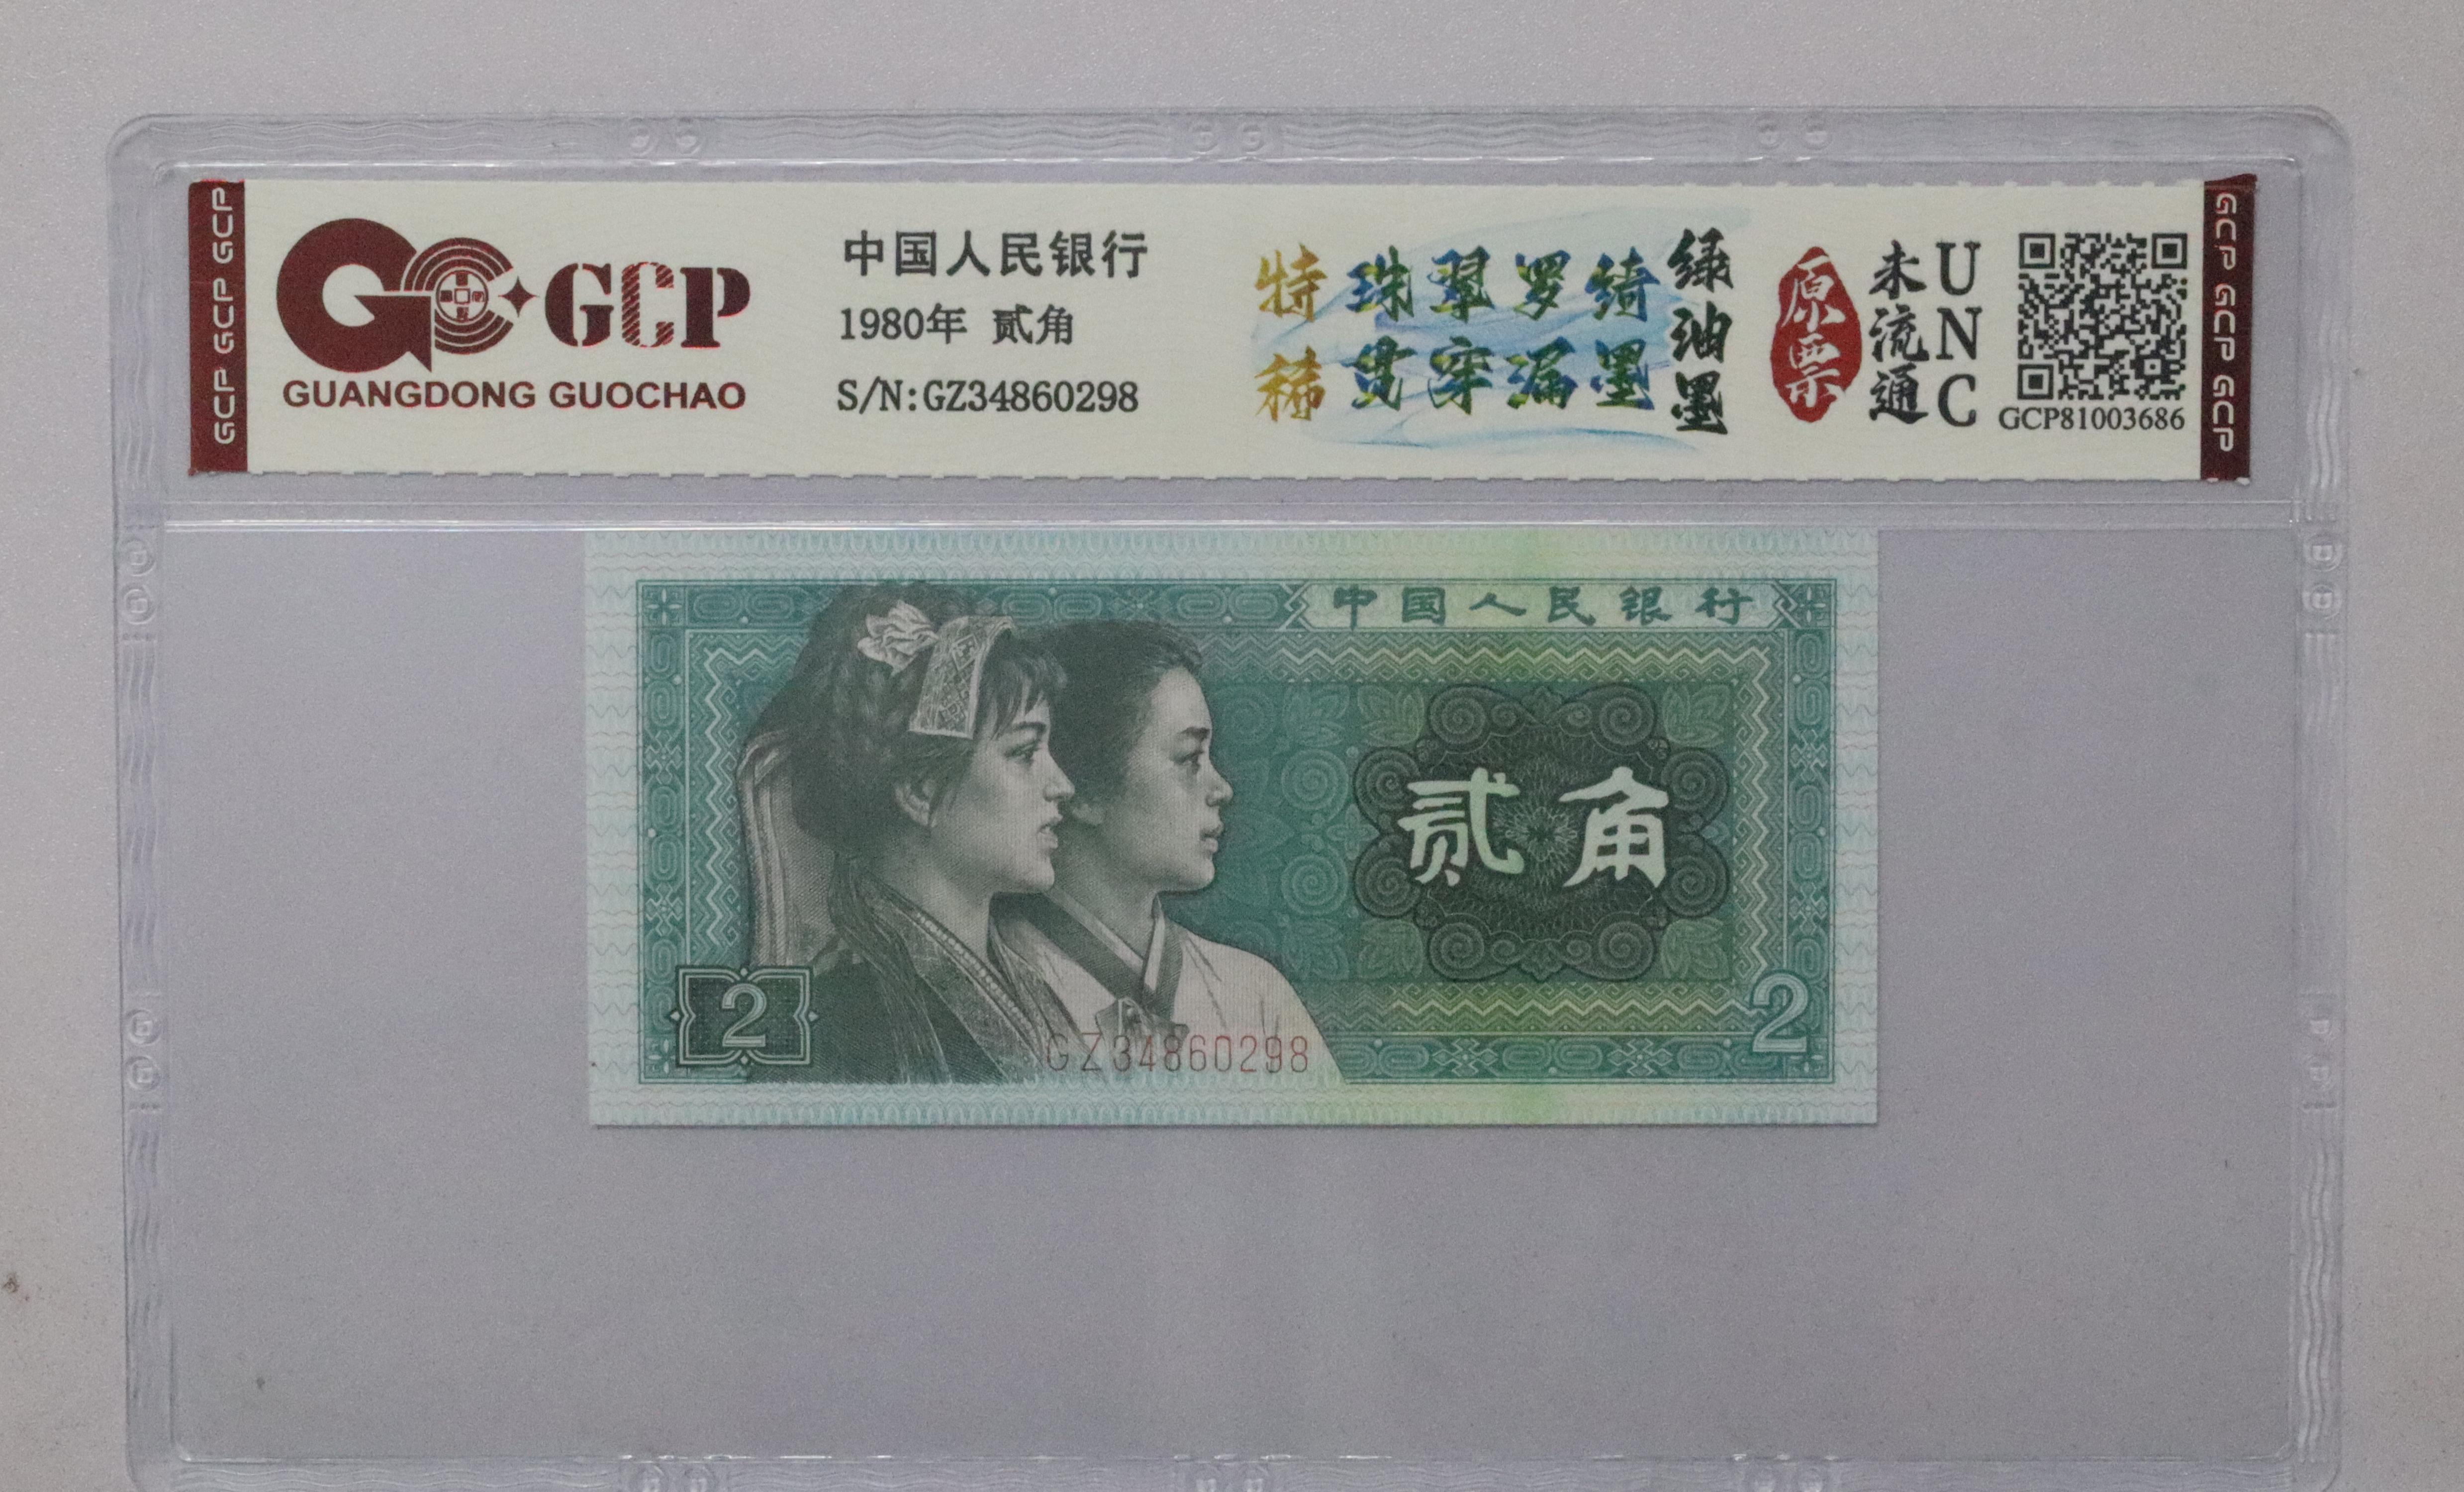 GCP GCP GCP
GCP
GUANGDONG GUOCHAO
中国人民银行
1980年 贰角
S/N:GZ34860298
特稀
珠翠罗绮
贯穿漏墨
绿油墨
原票
未流通
UNC
GCP81003686
GCP GCP GCP
中国人民银行
贰角
2
2
GZ34860298